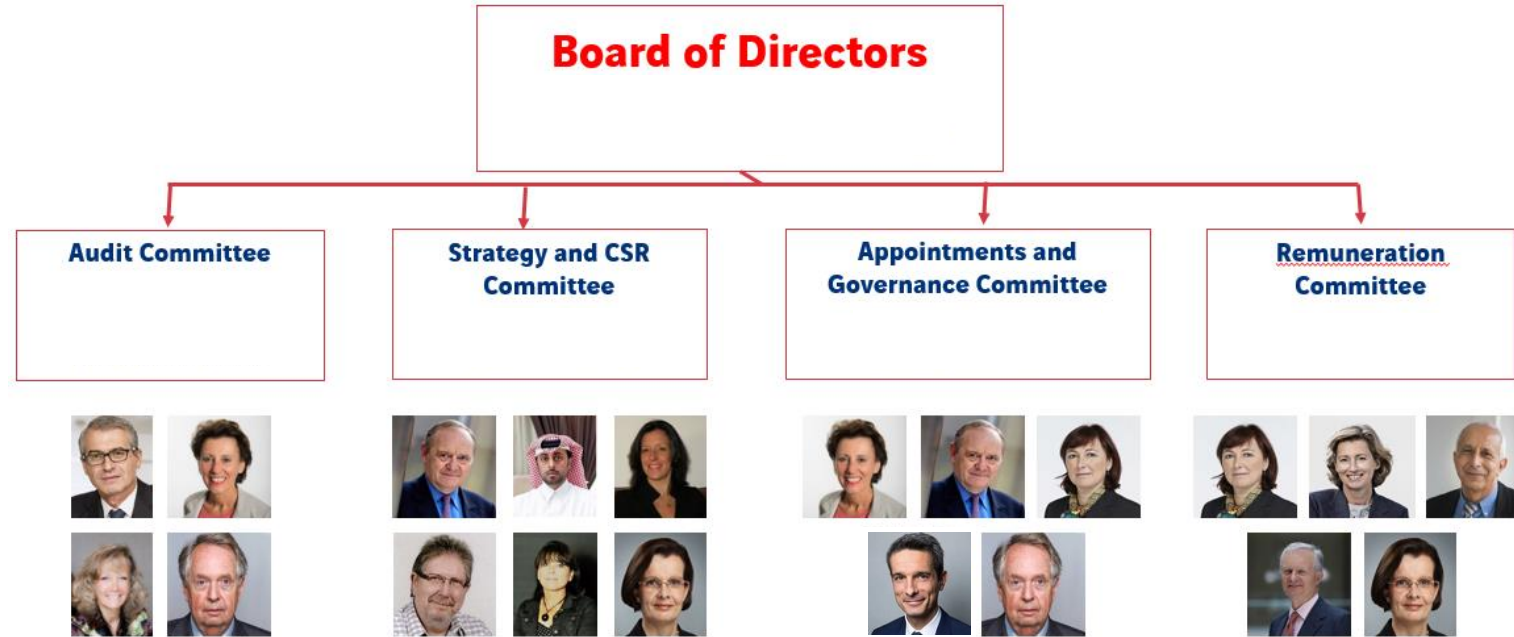 Board of Directors
Audit Committee
Strategy and CSR
Committee
Appointments and
Governance Committee
Remuneration
Committee